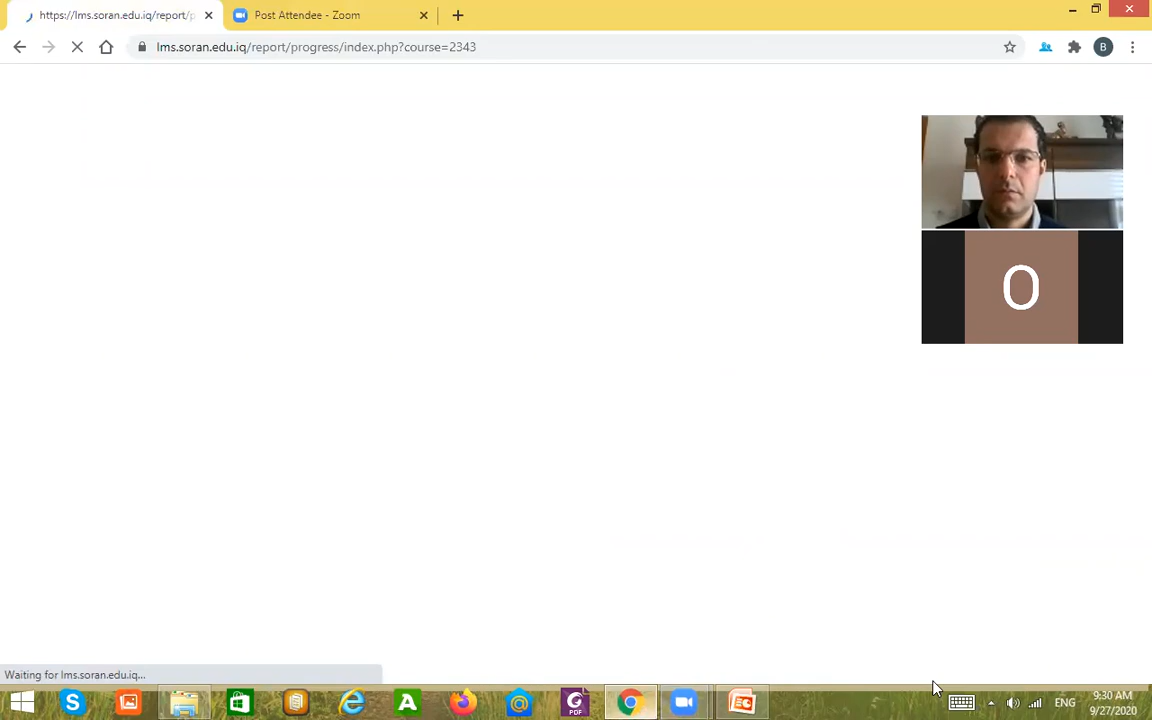 https://lms.soran.edu.iq/report/p
Post Attendee - Zoom
lms.soran.edu.iq/report/progress/index.php?course=2343
B
O
Waiting for lms.soran.edu.iq...
S
A
PDF
P
ENG
9:30 AM
9/27/2020